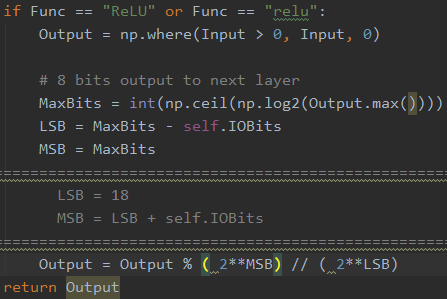 if Func == "ReLU" or Func == "relu":
Output = np.where(Input > 0, Input, 0)
# 8 bits output to next layer
MaxBits = int(np.ceil(np.log2(Output.max())))
LSB = MaxBits - self.IOBits
MSB = MaxBits
==================================================
LSB = 18
MSB = LSB + self.IOBits
==================================================
Output = Output % ( 2**MSB) // ( 2**LSB)
return Output